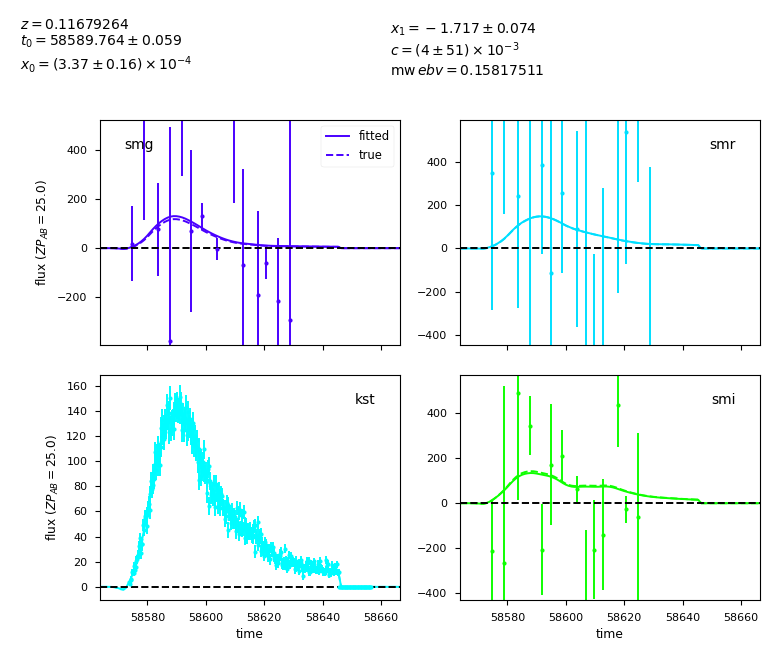 z = 0.11679264
t₀ = 58589.764 ± 0.059
x₀ = (3.37 ± 0.16) × 10⁻⁴
x₁ = −1.717 ± 0.074
c = (4 ± 51) × 10⁻³
mw ebv = 0.15817511
smg
fitted
true
400
200
0
−200
flux (ZP_AB = 25.0)
smr
400
200
0
−200
−400
kst
160
140
120
100
80
60
40
20
0
flux (ZP_AB = 25.0)
58580 58600 58620 58640 58660
time
smi
400
200
0
−200
−400
58580 58600 58620 58640 58660
time